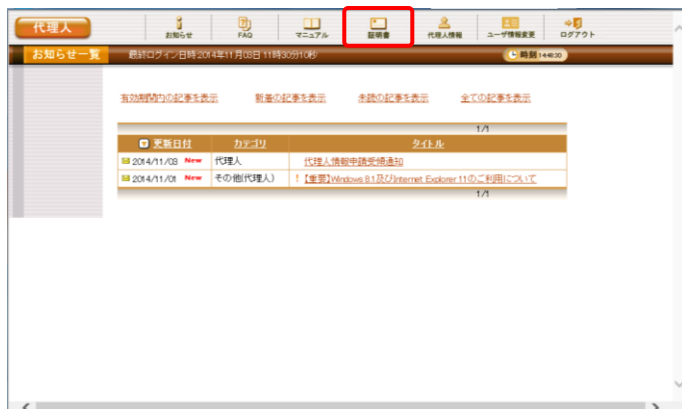 代理人
お知らせ FAQ マニュアル 証明書 代理人情報 ユーザ情報変更 ログアウト
お知らせ一覧 最終ログイン日時:2014年11月03日 11時30分10秒 時刻 14:48:30
有効期間内の記事を表示 新着の記事を表示 未読の記事を表示 全ての記事を表示
1/1
更新日付 カテゴリ タイトル
2014/11/03 New 代理人 代理人情報申請受領通知
2014/11/01 New その他(代理人) ! 【重要】Windows 8.1及びInternet Explorer 11のご利用について
1/1